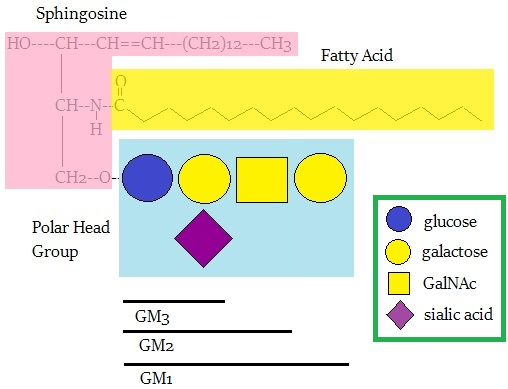 Sphingosine
HO----CH---CH==CH---(CH2)12---CH3
Fatty Acid
O
CH--N--C
H
CH2--O-
Polar Head
Group
glucose
galactose
GalNAc
sialic acid
GM3
GM2
GM1